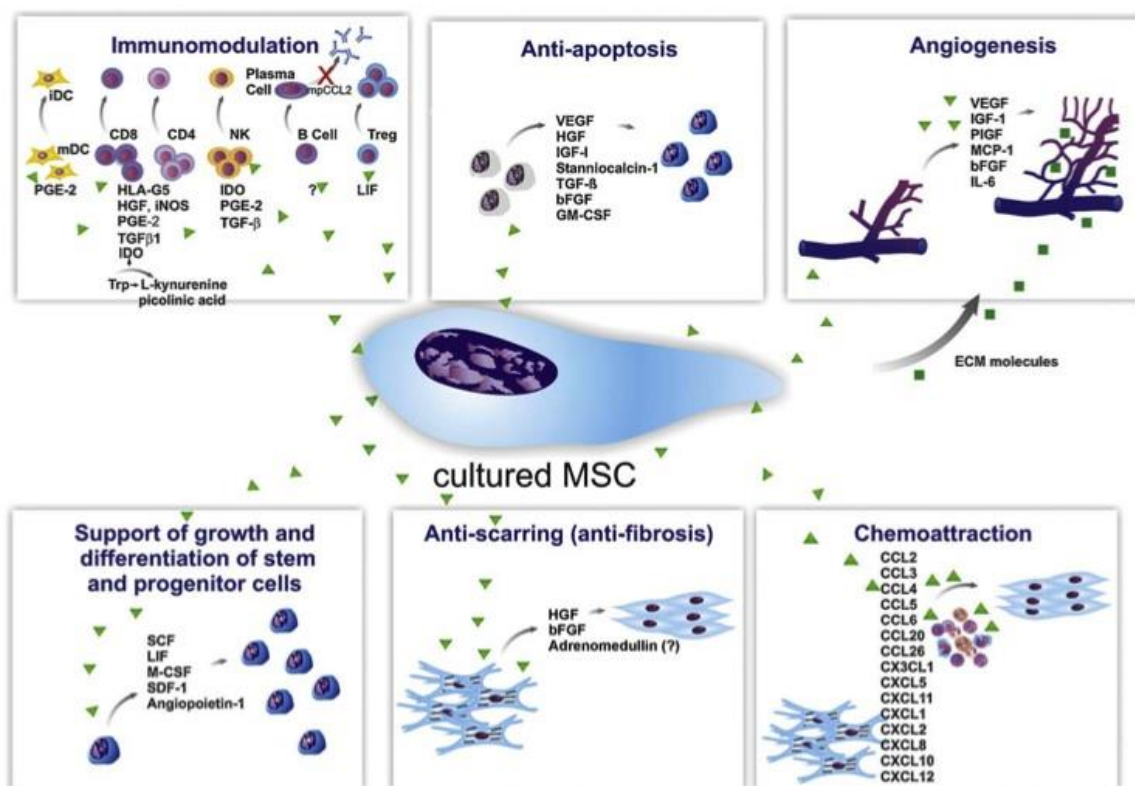 Immunomodulation
iDC
Plasma
Cell
mpCCL2
mDC
CD8
CD4
NK
B Cell
Treg
PGE-2
HLA-G5
HGF, iNOS
PGE-2
TGFβ1
IDO
Trp→L-kynurenine
picolinic acid
IDO
PGE-2
TGF-β
?
LIF
Anti-apoptosis
VEGF
HGF
IGF-I
Stanniocalcin-1
TGF-ß
bFGF
GM-CSF
Angiogenesis
VEGF
IGF-1
PIGF
MCP-1
bFGF
IL-6
ECM molecules
cultured MSC
Support of growth and
differentiation of stem
and progenitor cells
SCF
LIF
M-CSF
SDF-1
Angiopoietin-1
Anti-scarring (anti-fibrosis)
HGF
bFGF
Adrenomedullin (?)
Chemoattraction
CCL2
CCL3
CCL4
CCL5
CCL6
CCL20
CCL26
CX3CL1
CXCL5
CXCL11
CXCL1
CXCL2
CXCL8
CXCL10
CXCL12